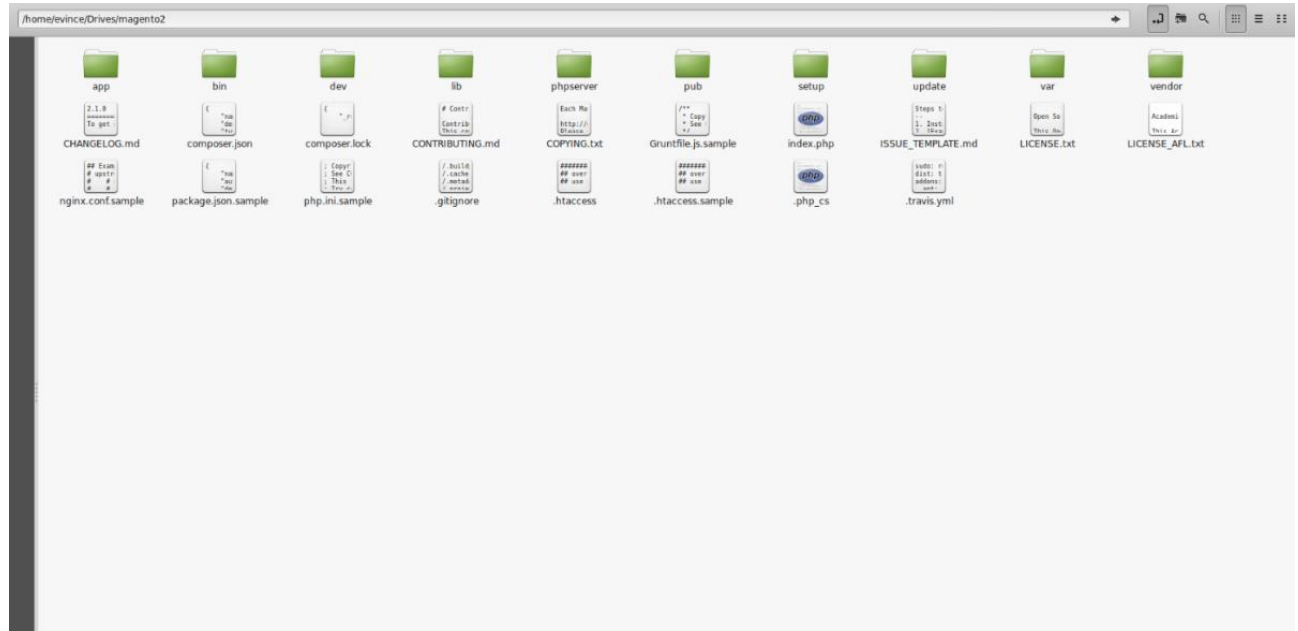 /home/evince/Drives/magento2
app bin dev lib phpserver pub setup update var vendor
CHANGELOG.md composer.json composer.lock CONTRIBUTING.md COPYING.txt Gruntfile.js.sample index.php ISSUE_TEMPLATE.md LICENSE.txt LICENSE_AFL.txt
nginx.conf.sample package.json.sample php.ini.sample .gitignore .htaccess .htaccess.sample .php_cs .travis.yml